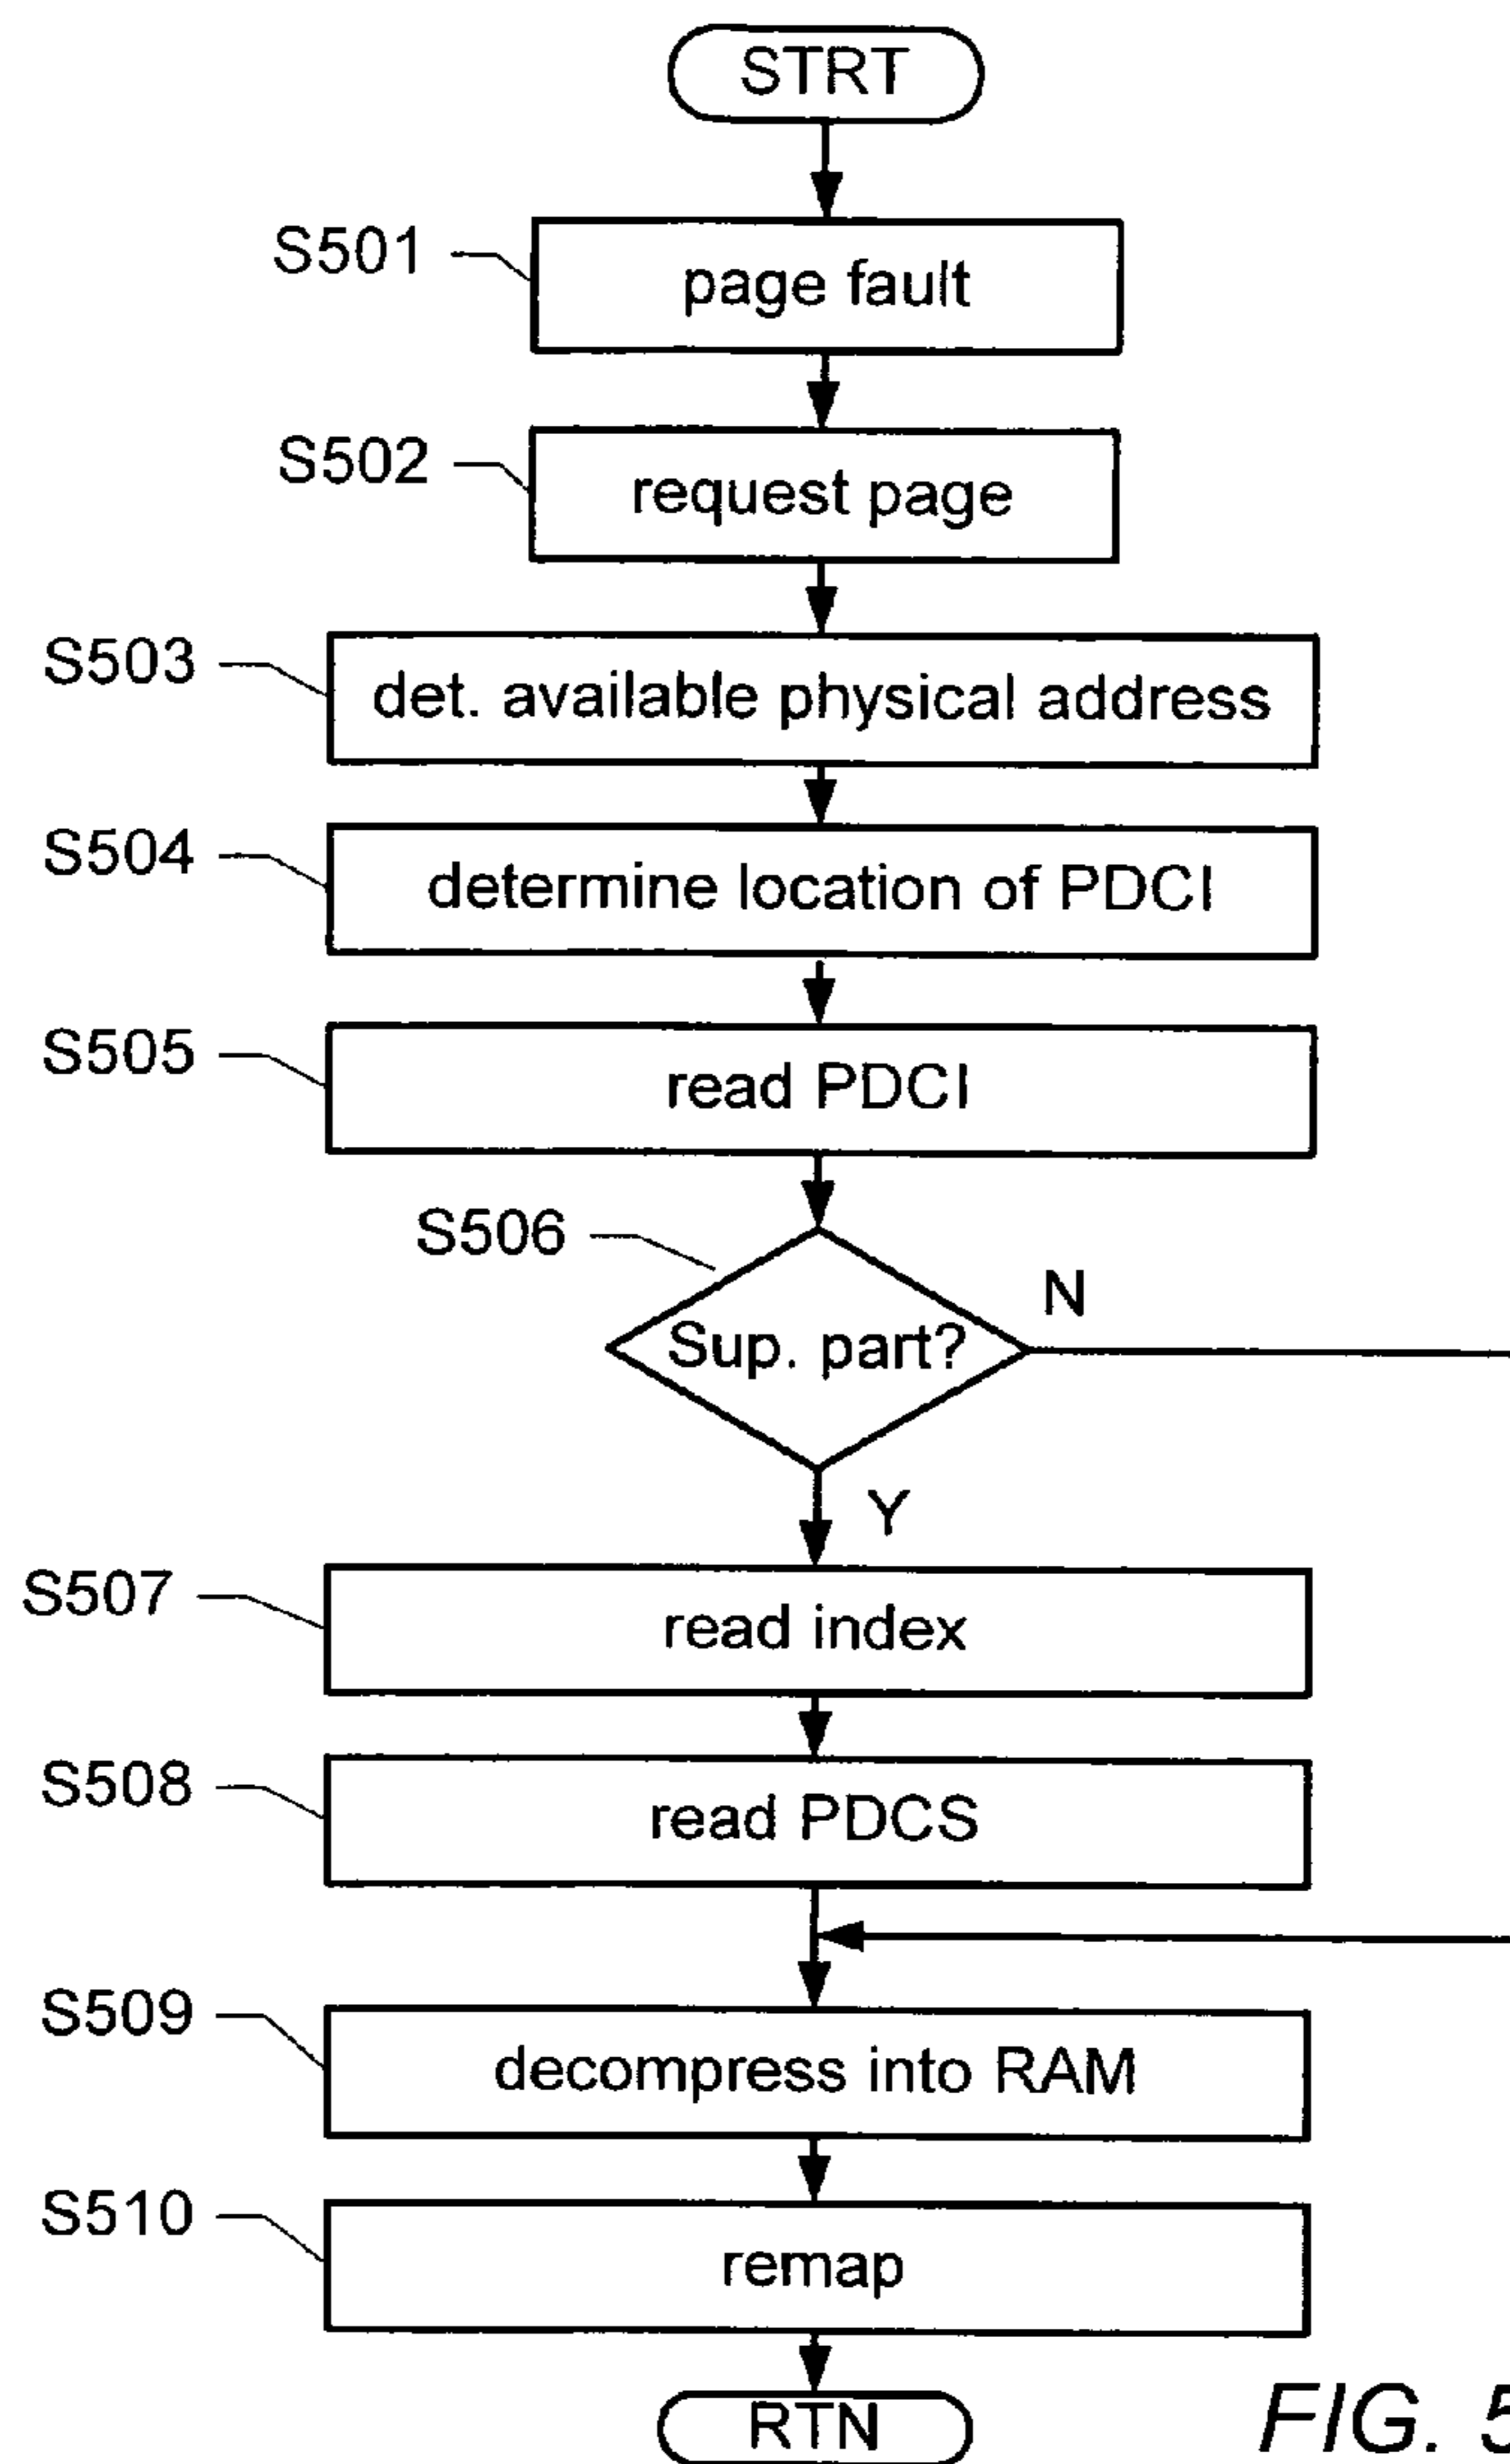 STRT
S501
page fault
S502
request page
S503
det. available physical address
S504
determine location of PDCI
S505
read PDCI
S506
Sup. part?
N
Y
S507
read index
S508
read PDCS
S509
decompress into RAM
S510
remap
RTN
FIG. 5